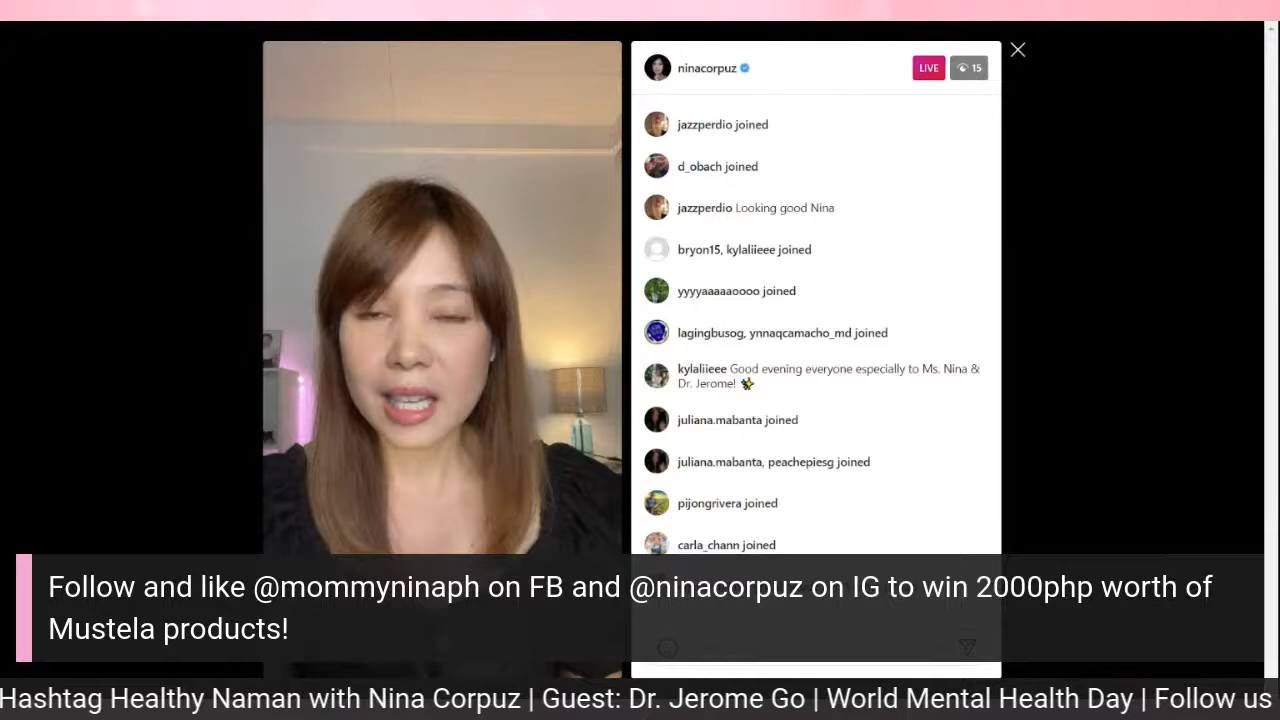 ninacorpuz
LIVE
15
jazzperdio joined
d_obach joined
jazzperdio Looking good Nina
bryon15, kylaliieee joined
yyyyaaaaaoooo joined
lagingbusog, ynnaqcamacho_md joined
kylaliieee Good evening everyone especially to Ms. Nina &
Dr. Jerome! ✨
juliana.mabanta joined
juliana.mabanta, peachepiesg joined
pijongrivera joined
carla_chann joined
Follow and like @mommyninaph on FB and @ninacorpuz on IG to win 2000php worth of
Mustela products!
Hashtag Healthy Naman with Nina Corpuz | Guest: Dr. Jerome Go | World Mental Health Day | Follow us